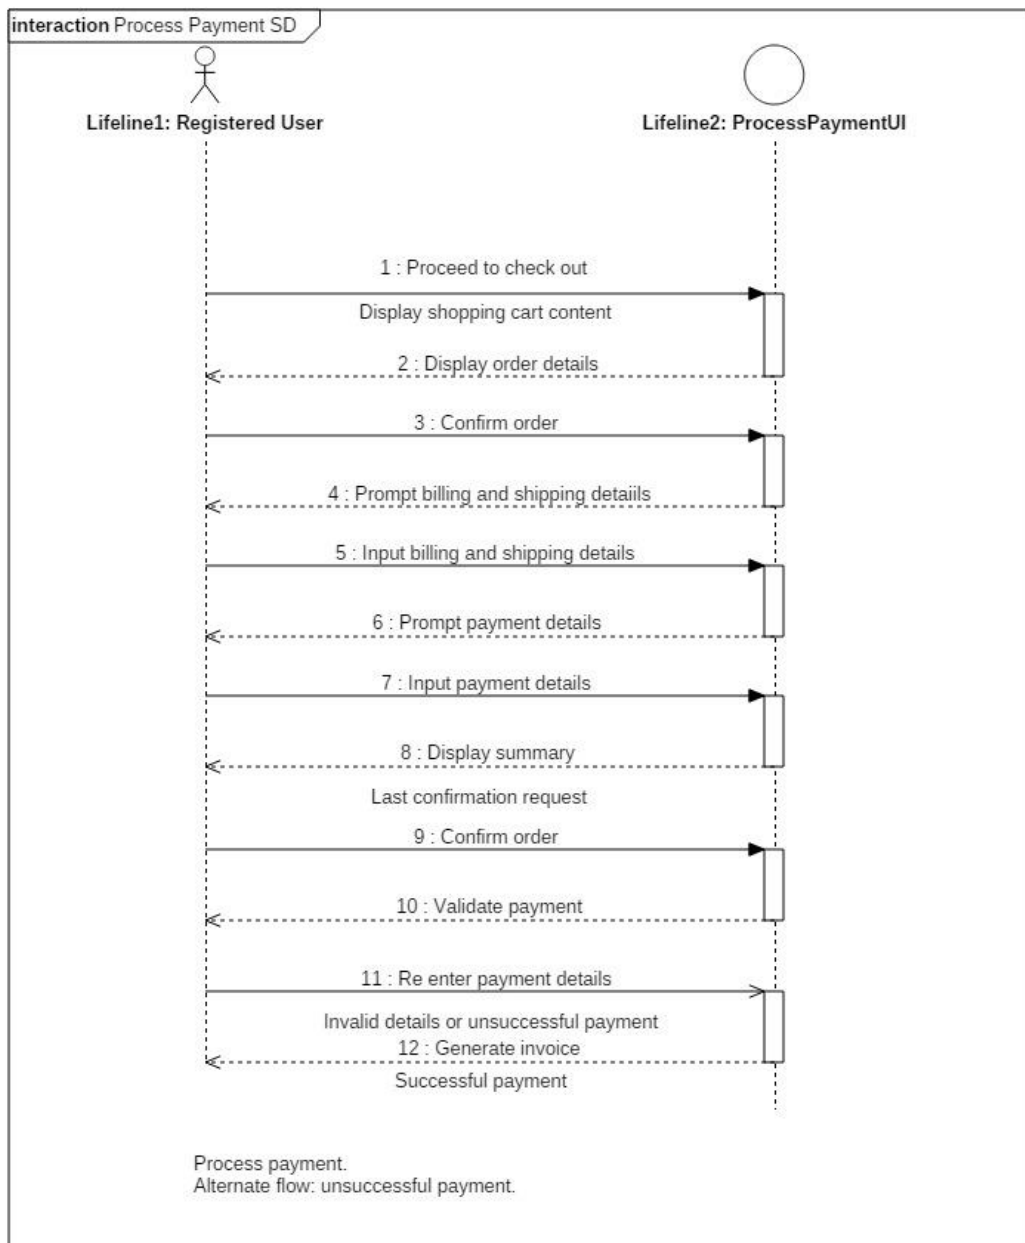 interaction Process Payment SD
Lifeline1: Registered User
Lifeline2: ProcessPaymentUI
1 : Proceed to check out
Display shopping cart content
2 : Display order details
3 : Confirm order
4 : Prompt billing and shipping detaiils
5 : Input billing and shipping details
6 : Prompt payment details
7 : Input payment details
8 : Display summary
Last confirmation request
9 : Confirm order
10 : Validate payment
11 : Re enter payment details
Invalid details or unsuccessful payment
12 : Generate invoice
Successful payment
Process payment.
Alternate flow: unsuccessful payment.